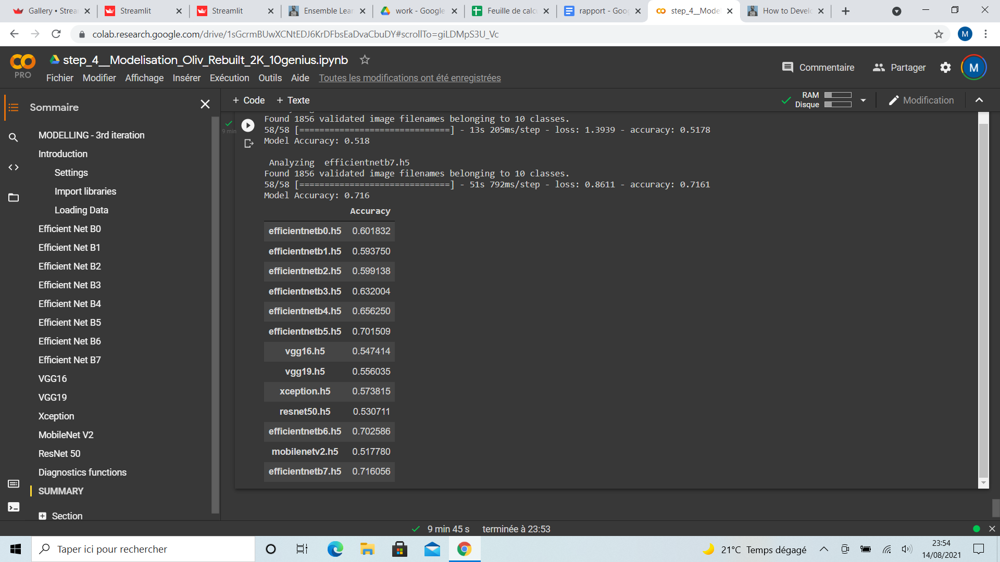 Gallery • Strea
Streamlit
Streamlit
Ensemble Lea
work - Google
Feuille de calc
rapport - Goo
step_4__Mode
How to Develo
colab.research.google.com/drive/1sGcrmBUwXCNtEDJ6KrDFbsEaDvaCbuDY#scrollTo=giLDMpS3U_Vc
M
CO
PRO
step_4__Modelisation_Oliv_Rebuilt_2K_10genius.ipynb
Commentaire
Partager
M
Fichier Modifier Affichage Insérer Exécution Outils Aide Toutes les modifications ont été enregistrées
Sommaire
+ Code + Texte
RAM
Disque
Modification
MODELLING - 3rd iteration
Introduction
Settings
Import libraries
Loading Data
Efficient Net B0
Efficient Net B1
Efficient Net B2
Efficient Net B3
Efficient Net B4
Efficient Net B5
Efficient Net B6
Efficient Net B7
VGG16
VGG19
Xception
MobileNet V2
ResNet 50
Diagnostics functions
SUMMARY
Section
9 min
Found 1856 validated image filenames belonging to 10 classes.
58/58 [==============================] - 13s 205ms/step - loss: 1.3939 - accuracy: 0.5178
Model Accuracy: 0.518
Analyzing efficientnetb7.h5
Found 1856 validated image filenames belonging to 10 classes.
58/58 [==============================] - 51s 792ms/step - loss: 0.8611 - accuracy: 0.7161
Model Accuracy: 0.716
Accuracy
efficientnetb0.h5 0.601832
efficientnetb1.h5 0.593750
efficientnetb2.h5 0.599138
efficientnetb3.h5 0.632004
efficientnetb4.h5 0.656250
efficientnetb5.h5 0.701509
vgg16.h5 0.547414
vgg19.h5 0.556035
xception.h5 0.573815
resnet50.h5 0.530711
efficientnetb6.h5 0.702586
mobilenetv2.h5 0.517780
efficientnetb7.h5 0.716056
9 min 45 s terminée à 23:53
Taper ici pour rechercher
21°C Temps dégagé
23:54
14/08/2021